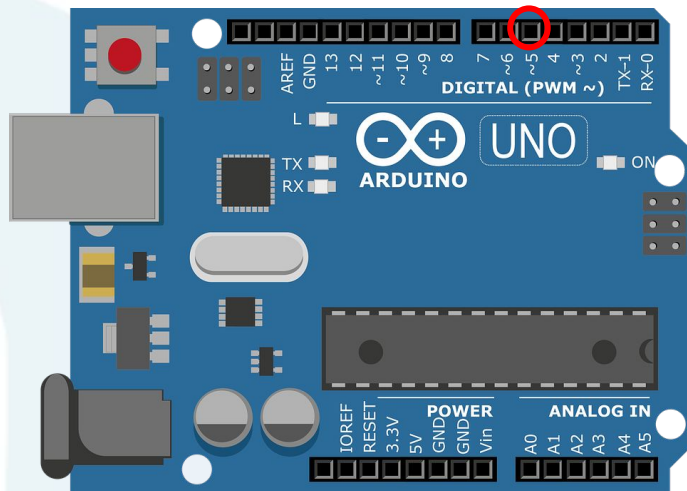 AREF
GND
13
12
~11
~10
~9
8
7
~6
~5
4
~3
2
TX-1
RX-0
DIGITAL (PWM ~)
L
TX
RX
ARDUINO
UNO
ON
POWER
ANALOG IN
IOREF
RESET
3.3V
5V
GND
GND
Vin
A0
A1
A2
A3
A4
A5